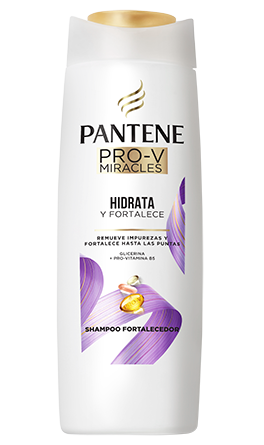 PANTENE
PRO-V
MIRACLES
HIDRATA
Y FORTALECE
REMUEVE IMPUREZAS Y
FORTALECE HASTA LAS PUNTAS
GLICERINA
+ PRO-VITAMINA B5
SHAMPOO FORTALECEDOR